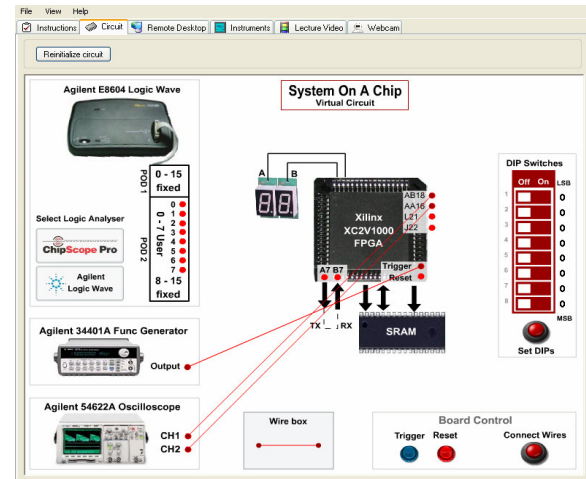 File View Help
Instructions Circuit Remote Desktop Instruments Lecture Video Webcam
Reinitialize circuit
Agilent E8604 Logic Wave
System On A Chip
Virtual Circuit
POD 1
0 - 15
fixed
POD 2
0 - 7 User
0
1
2
3
4
5
6
7
8 - 15
fixed
Select Logic Analyser
ChipScope Pro
Agilent
Logic Wave
A B
Xilinx
XC2V1000
FPGA
AB18
AA16
L21
J22
Trigger
Reset
A7 B7
TX RX
SRAM
DIP Switches
Off On LSB
1 0
2 0
3 0
4 0
5 0
6 0
7 0
8 0
MSB
Set DIPs
Agilent 34401A Func Generator
Output
Agilent 54622A Oscilloscope
CH1
CH2
Wire box
Board Control
Trigger Reset Connect Wires